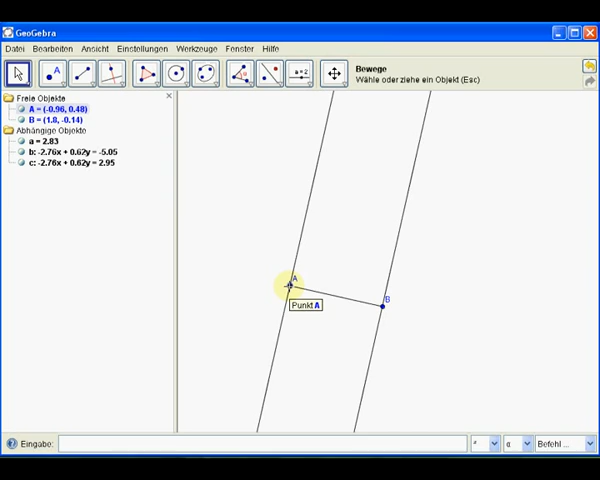 GeoGebra
Datei Bearbeiten Ansicht Einstellungen Werkzeuge Fenster Hilfe
A
a = 2
Bewege
Wähle oder ziehe ein Objekt (Esc)
Freie Objekte
A = (-0.96, 0.48)
B = (1.8, -0.14)
Abhängige Objekte
a = 2.83
b: -2.76x + 0.62y = -5.05
c: -2.76x + 0.62y = 2.95
A
B
Punkt A
Eingabe: ² α Befehl ...